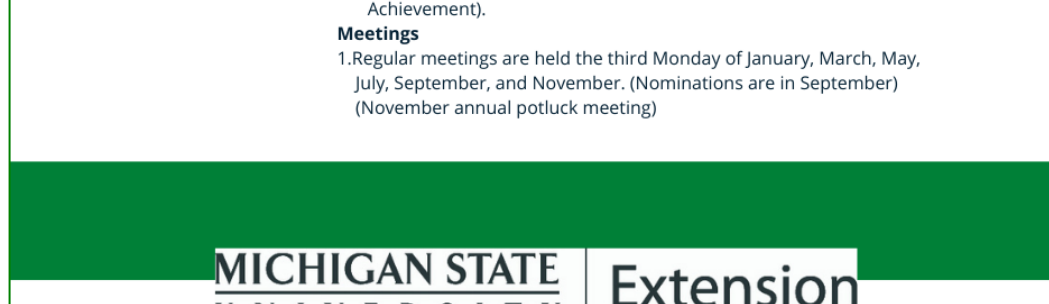 Achievement).
Meetings
1.Regular meetings are held the third Monday of January, March, May,
July, September, and November. (Nominations are in September)
(November annual potluck meeting)
MICHIGAN STATE
Extension